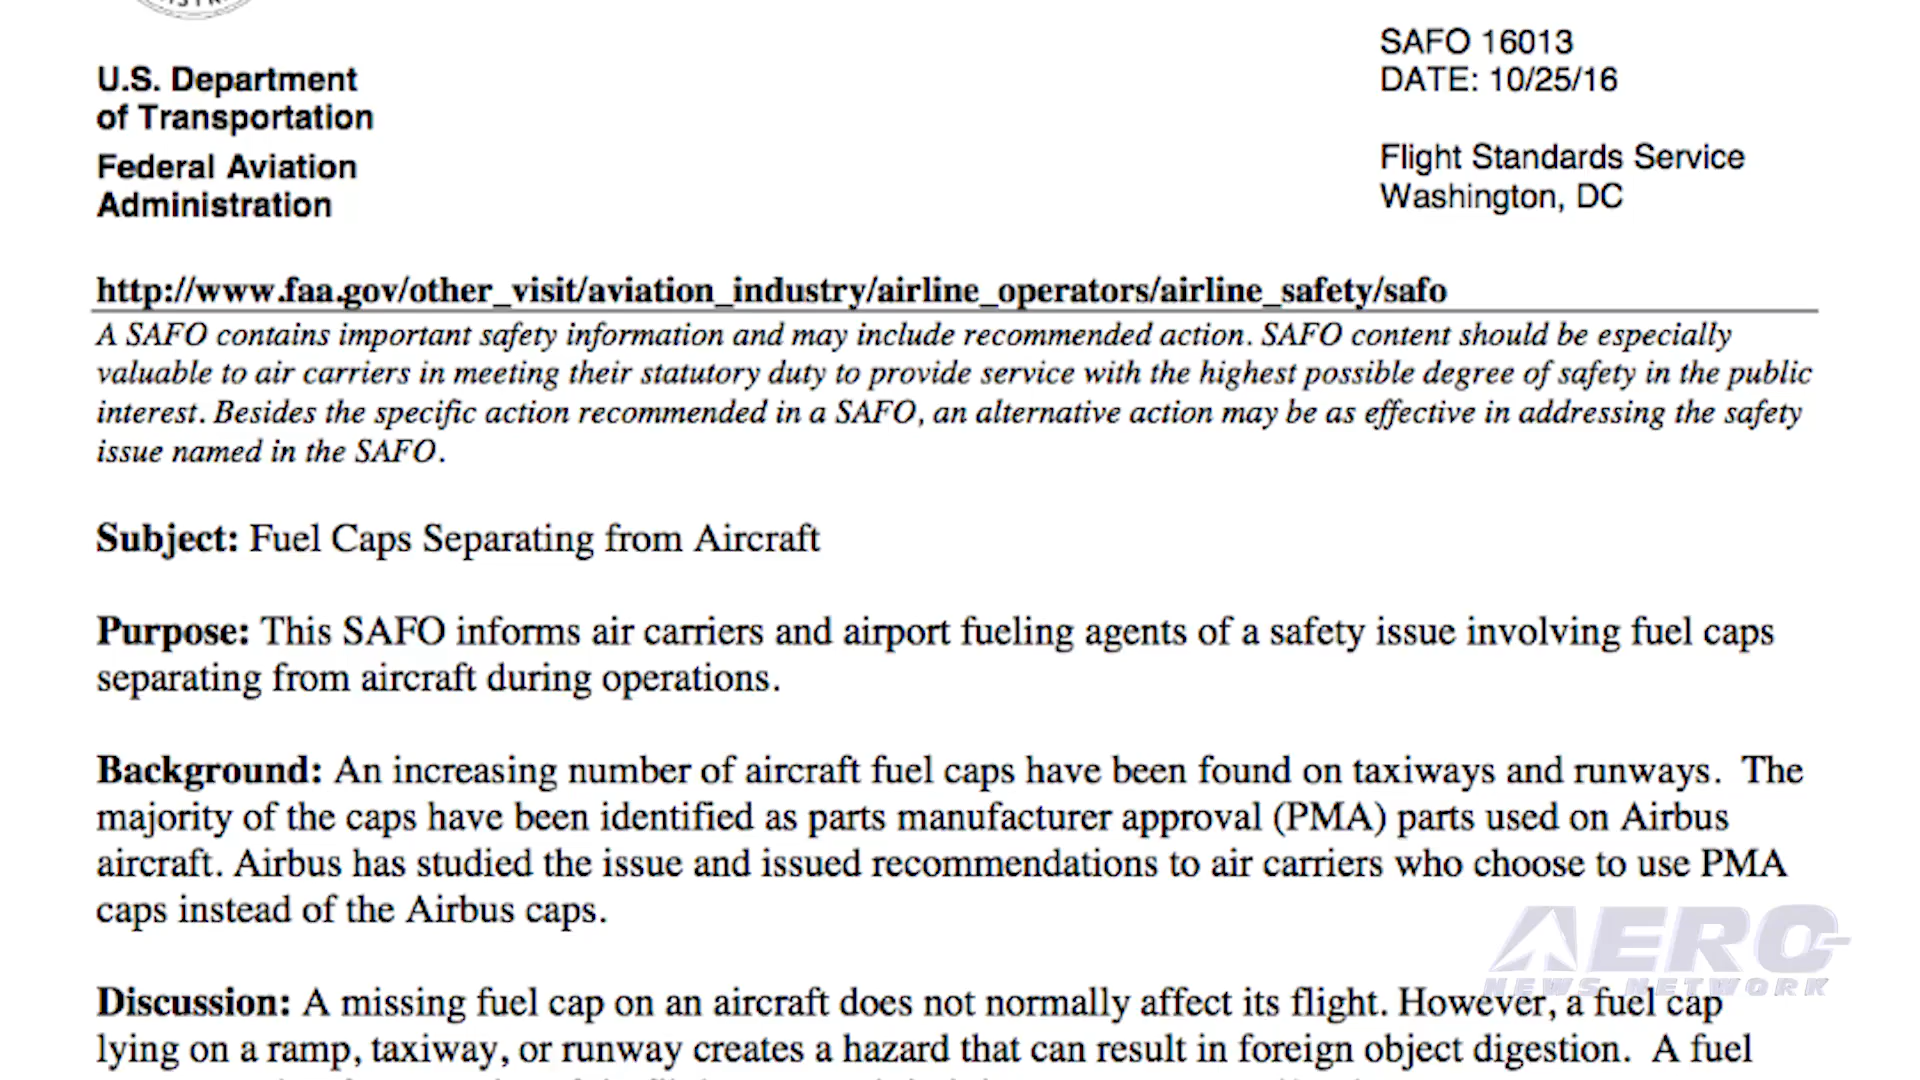 U.S. Department
of Transportation
Federal Aviation
Administration
SAFO 16013
DATE: 10/25/16
Flight Standards Service
Washington, DC
http://www.faa.gov/other_visit/aviation_industry/airline_operators/airline_safety/safo
A SAFO contains important safety information and may include recommended action. SAFO content should be especially
valuable to air carriers in meeting their statutory duty to provide service with the highest possible degree of safety in the public
interest. Besides the specific action recommended in a SAFO, an alternative action may be as effective in addressing the safety
issue named in the SAFO.
Subject: Fuel Caps Separating from Aircraft
Purpose: This SAFO informs air carriers and airport fueling agents of a safety issue involving fuel caps
separating from aircraft during operations.
Background: An increasing number of aircraft fuel caps have been found on taxiways and runways. The
majority of the caps have been identified as parts manufacturer approval (PMA) parts used on Airbus
aircraft. Airbus has studied the issue and issued recommendations to air carriers who choose to use PMA
caps instead of the Airbus caps.
Discussion: A missing fuel cap on an aircraft does not normally affect its flight. However, a fuel cap
lying on a ramp, taxiway, or runway creates a hazard that can result in foreign object digestion. A fuel
AERO
NEWS NETWORK